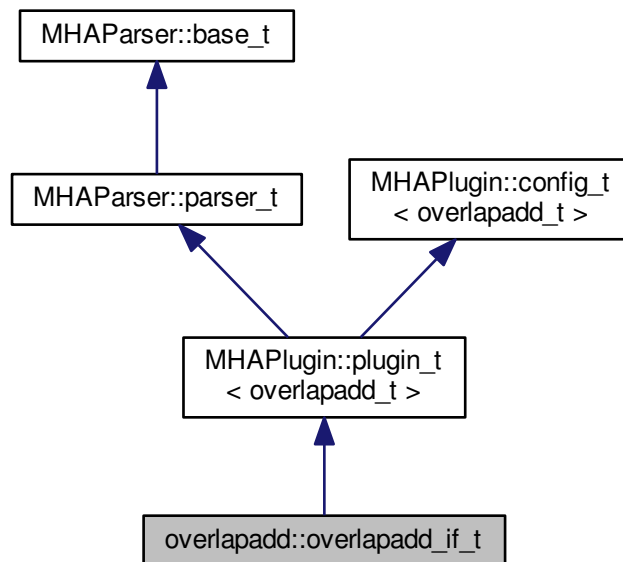 MHAParser::base_t
MHAParser::parser_t
MHAPlugin::config_t
< overlapadd_t >
MHAPlugin::plugin_t
< overlapadd_t >
overlapadd::overlapadd_if_t